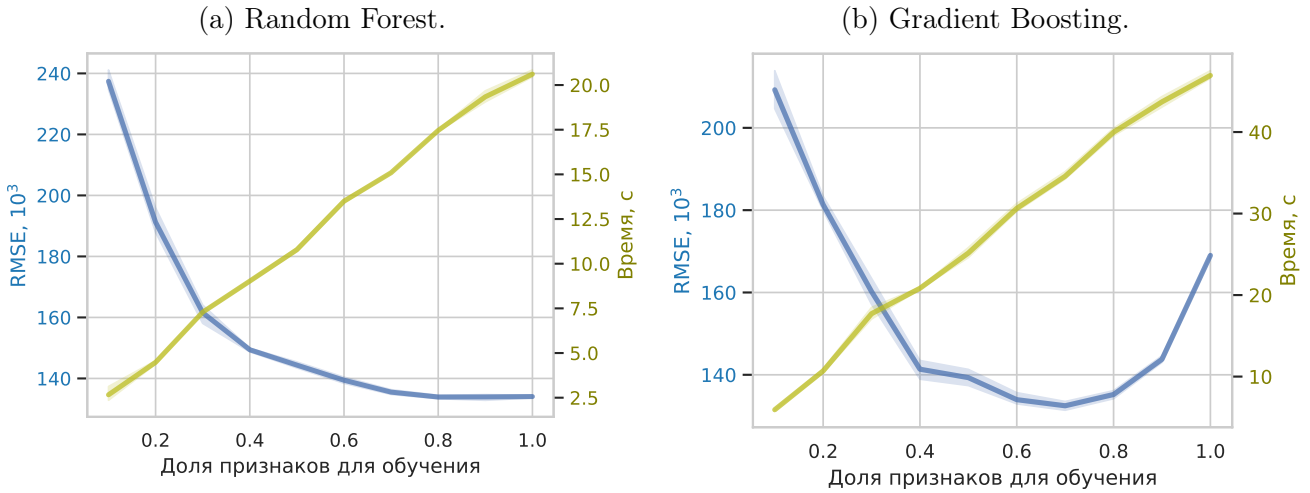 (a) Random Forest.
240
220
200
180
160
140
RMSE, 10³
20.0
17.5
15.0
12.5
10.0
7.5
5.0
2.5
Время, с
0.2 0.4 0.6 0.8 1.0
Доля признаков для обучения
(b) Gradient Boosting.
200
180
160
140
RMSE, 10³
40
30
20
10
Время, с
0.2 0.4 0.6 0.8 1.0
Доля признаков для обучения